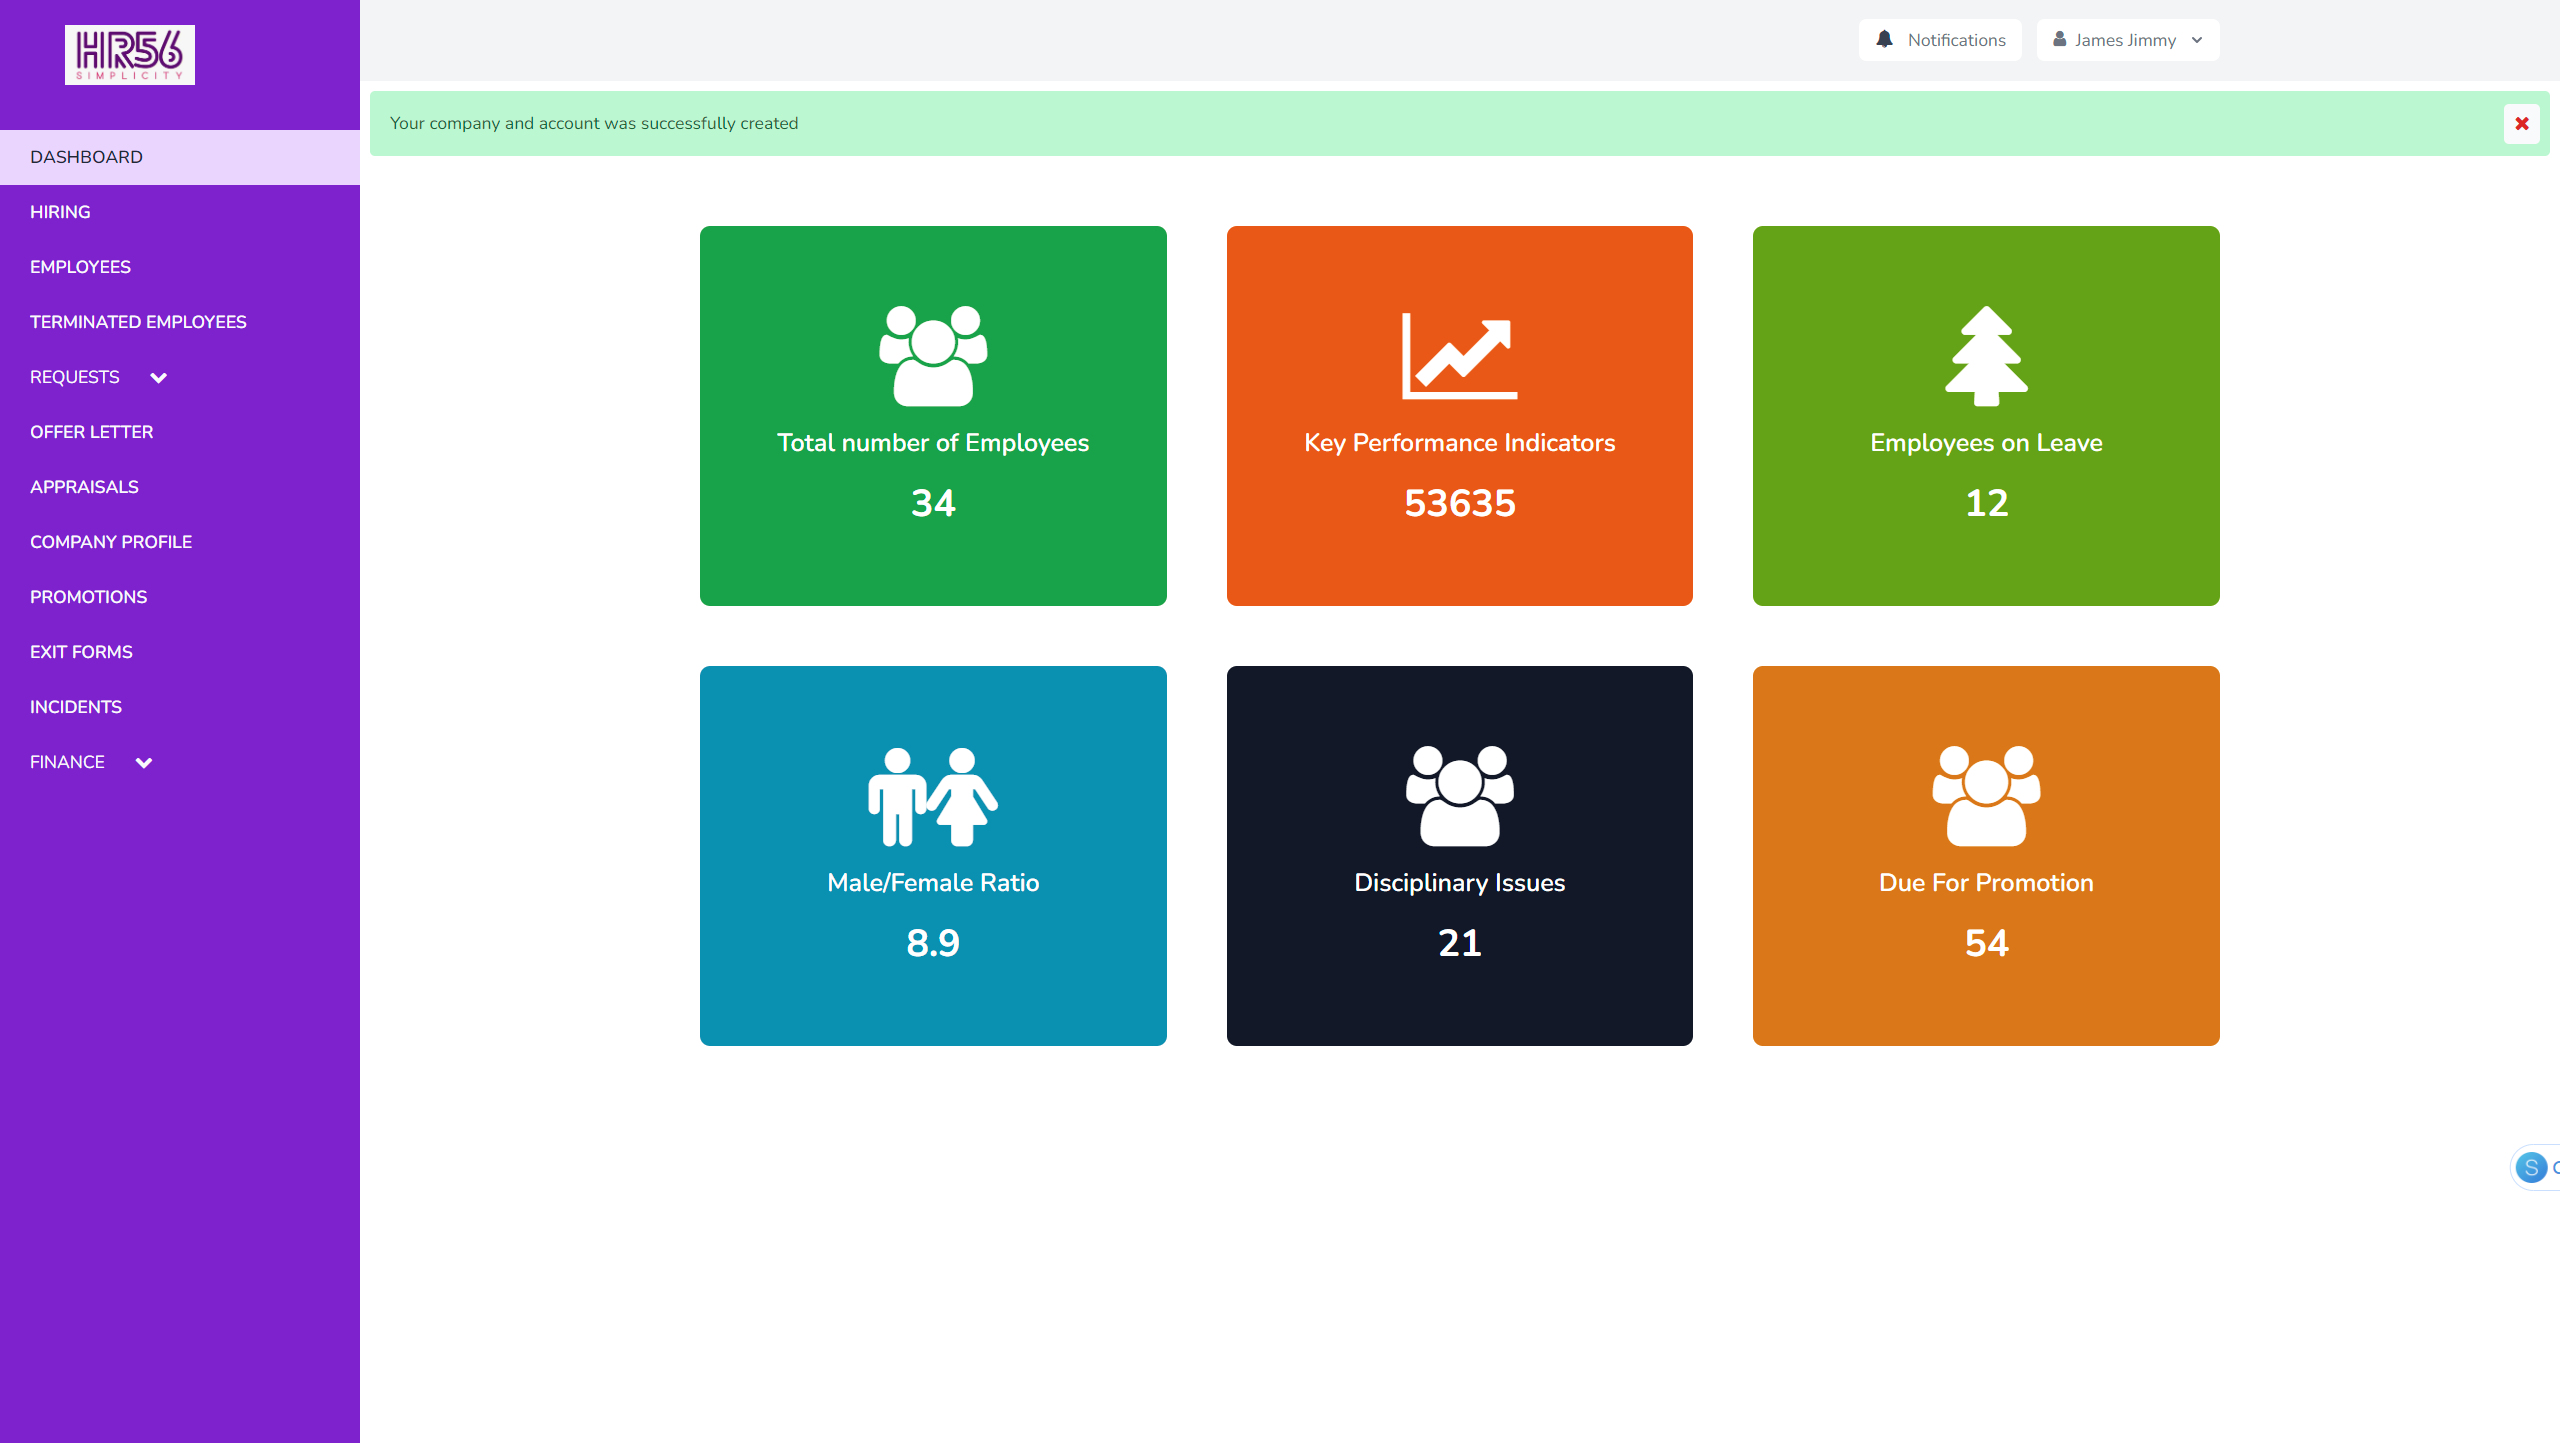 HR56
SIMPLICITY
Notifications
James Jimmy
Your company and account was successfully created
DASHBOARD
HIRING
EMPLOYEES
TERMINATED EMPLOYEES
REQUESTS
OFFER LETTER
APPRAISALS
COMPANY PROFILE
PROMOTIONS
EXIT FORMS
INCIDENTS
FINANCE
Total number of Employees
34
Key Performance Indicators
53635
Employees on Leave
12
Male/Female Ratio
8.9
Disciplinary Issues
21
Due For Promotion
54
S